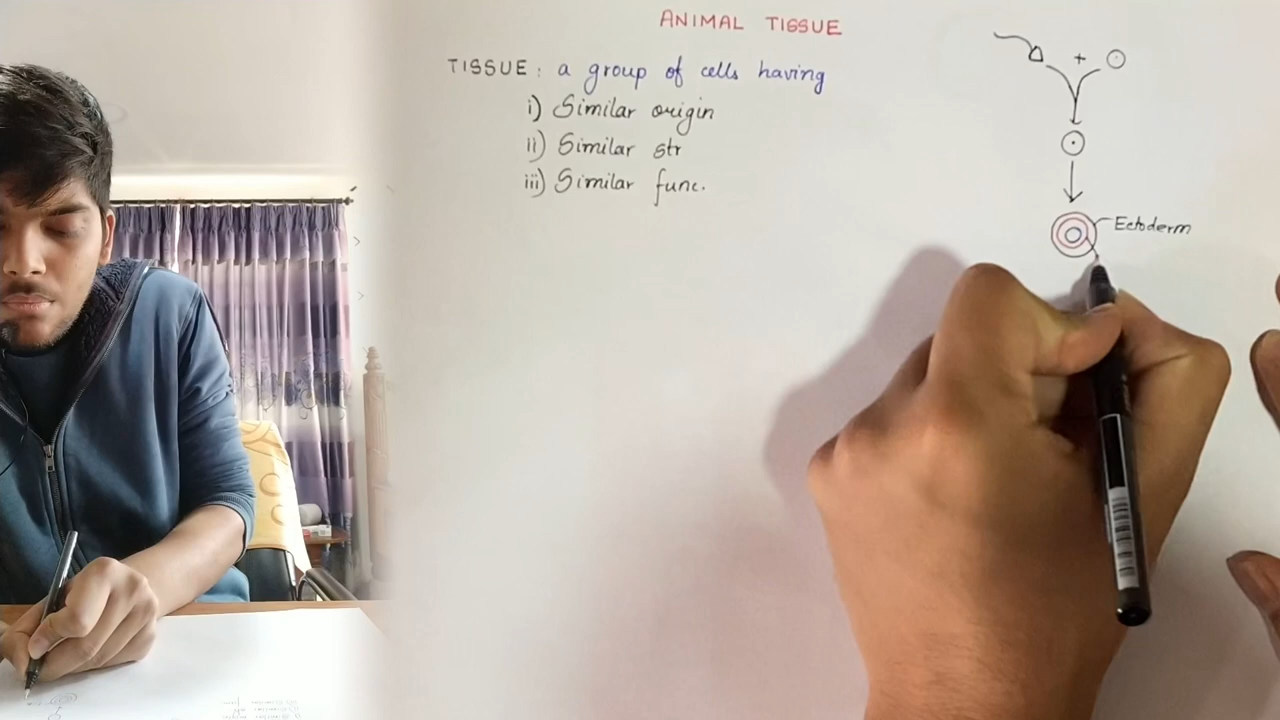 ANIMAL TISSUE
TISSUE: a group of cells having
i) Similar origin
ii) Similar str
iii) Similar func.
+
Ectoderm